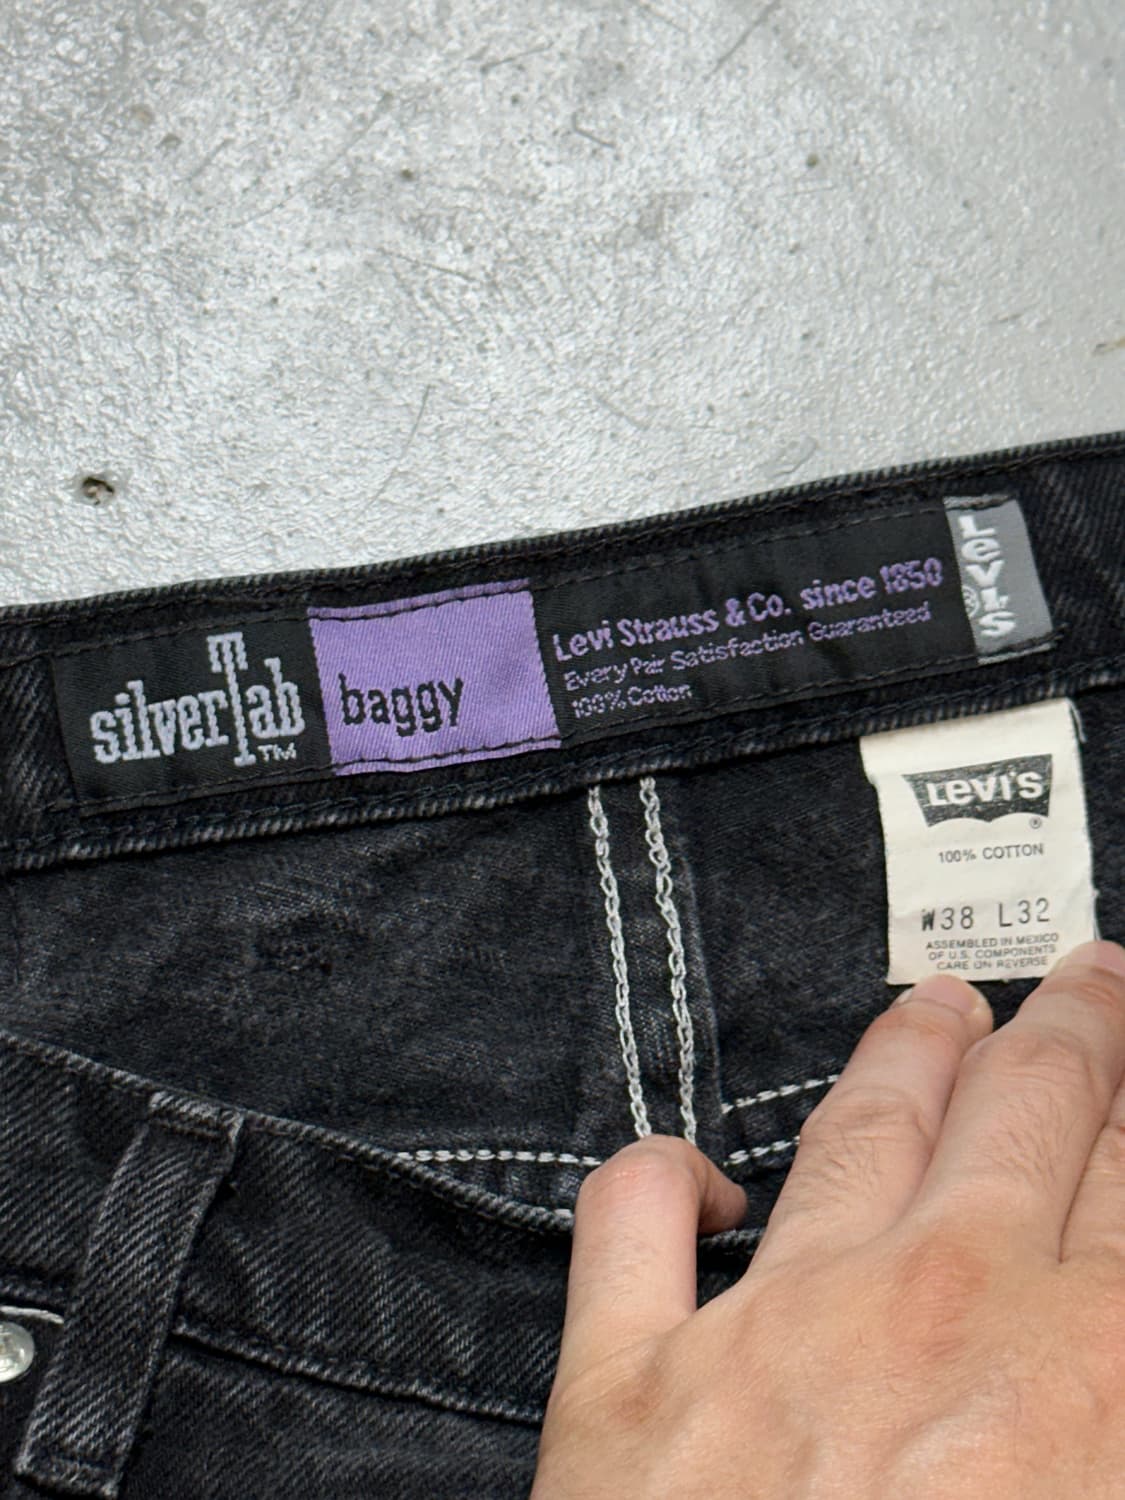 silverTab
TM
baggy
Levi Strauss & Co. since 1850
Every Pair Satisfaction Guaranteed
100% Cotton
LEVI'S
®
LEVI'S
®
100% COTTON
W38 L32
ASSEMBLED IN MEXICO
OF U.S. COMPONENTS
CARE ON REVERSE